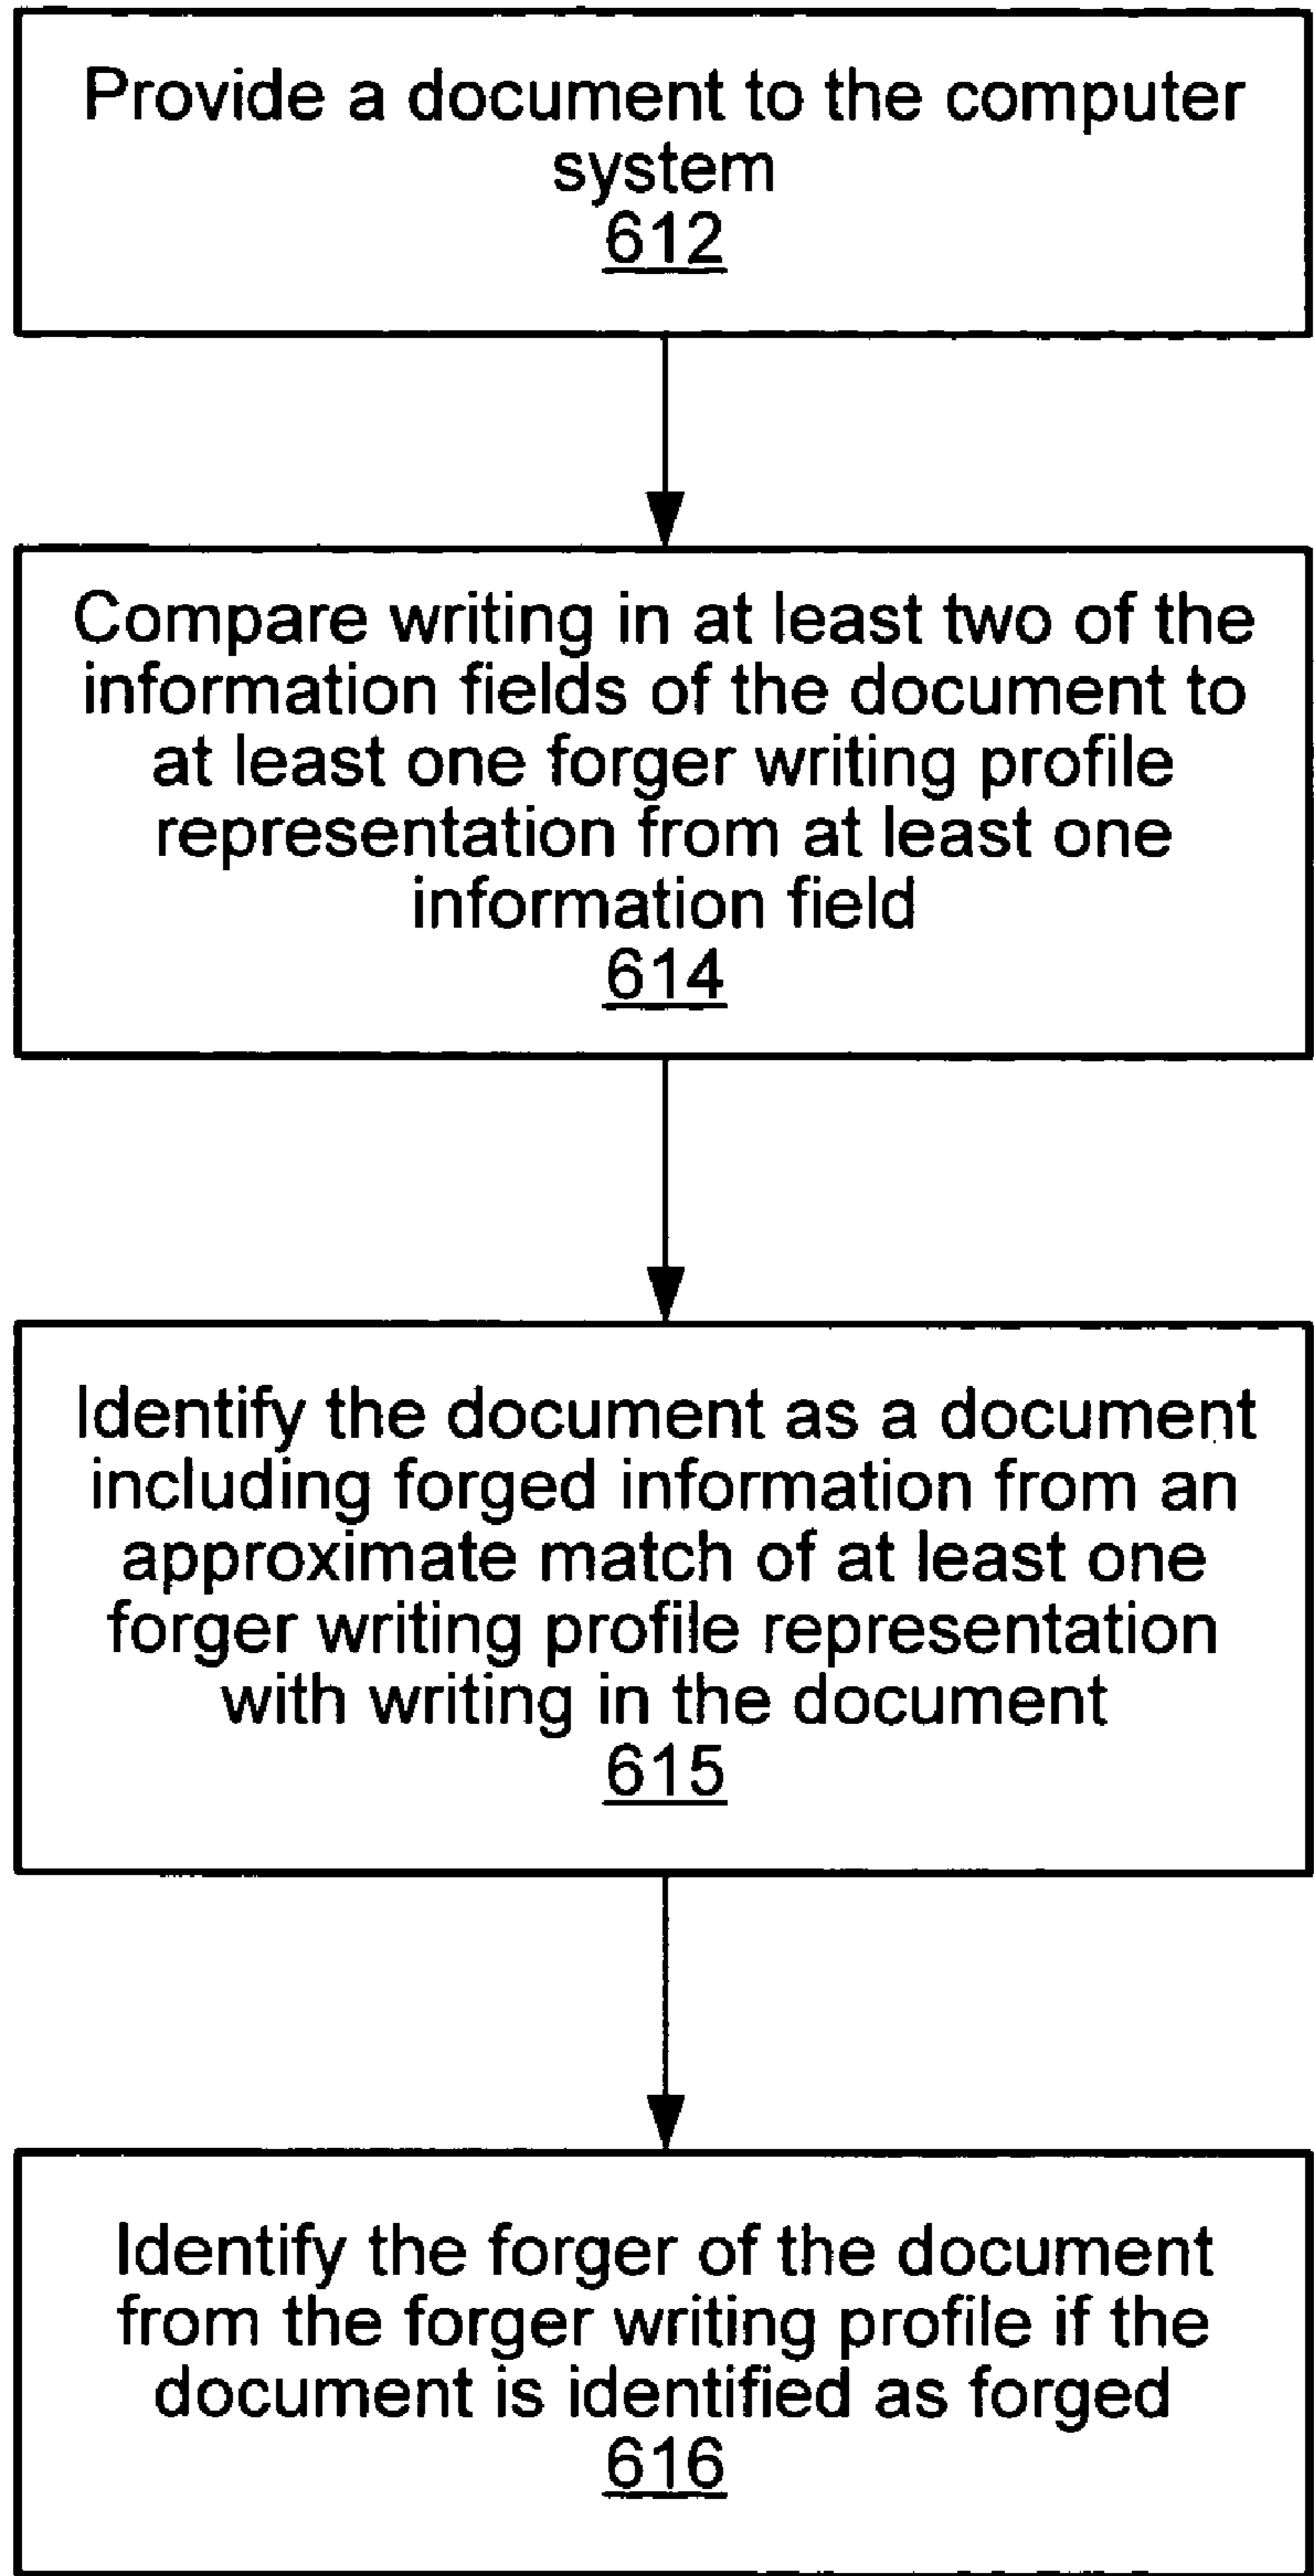 Provide a document to the computer
system
612
Compare writing in at least two of the
information fields of the document to
at least one forger writing profile
representation from at least one
information field
614
Identify the document as a document
including forged information from an
approximate match of at least one
forger writing profile representation
with writing in the document
615
Identify the forger of the document
from the forger writing profile if the
document is identified as forged
616